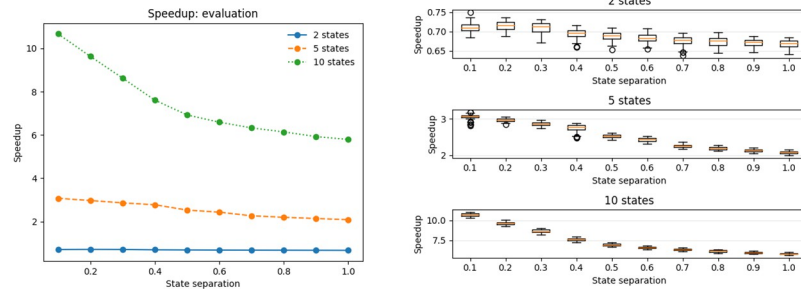 Speedup: evaluation
2 states
5 states
10 states
Speedup
10
8
6
4
2
0.2 0.4 0.6 0.8 1.0
State separation
2 states
Speedup
0.75
0.70
0.65
0.1 0.2 0.3 0.4 0.5 0.6 0.7 0.8 0.9 1.0
State separation
5 states
Speedup
3
2
0.1 0.2 0.3 0.4 0.5 0.6 0.7 0.8 0.9 1.0
State separation
10 states
Speedup
10.0
7.5
0.1 0.2 0.3 0.4 0.5 0.6 0.7 0.8 0.9 1.0
State separation